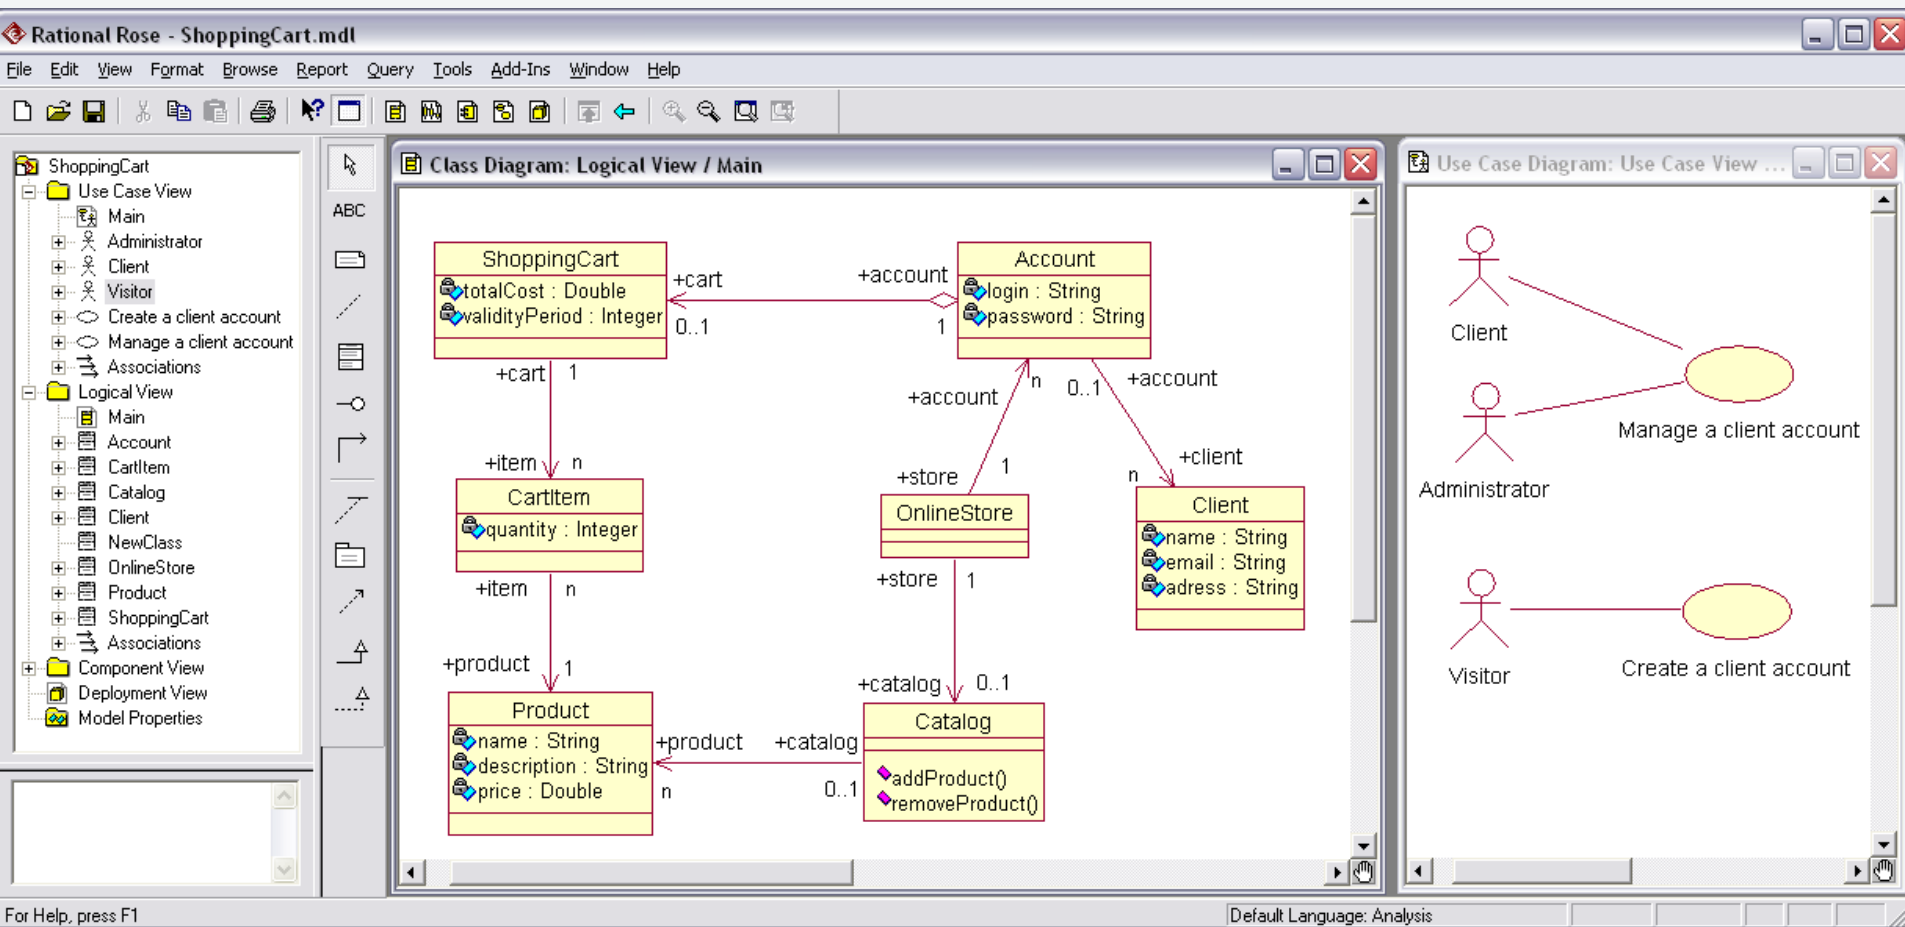 Rational Rose - ShoppingCart.mdl
File Edit View Format Browse Report Query Tools Add-Ins Window Help
ShoppingCart
Use Case View
Main
Administrator
Client
Visitor
Create a client account
Manage a client account
Associations
Logical View
Main
Account
CartItem
Catalog
Client
NewClass
OnlineStore
Product
ShoppingCart
Associations
Component View
Deployment View
Model Properties
ABC
Class Diagram: Logical View / Main
ShoppingCart
totalCost : Double
validityPeriod : Integer
+cart
0..1
+account
1
Account
login : String
password : String
+cart 1
+item n
CartItem
quantity : Integer
+item n
+product 1
Product
name : String
description : String
price : Double
+product
n
+catalog
0..1
+account
n
0..1
+account
+store
1
OnlineStore
+store 1
+catalog 0..1
Catalog
addProduct()
removeProduct()
+client
n
Client
name : String
email : String
adress : String
Use Case Diagram: Use Case View ...
Client
Manage a client account
Administrator
Visitor
Create a client account
For Help, press F1
Default Language: Analysis